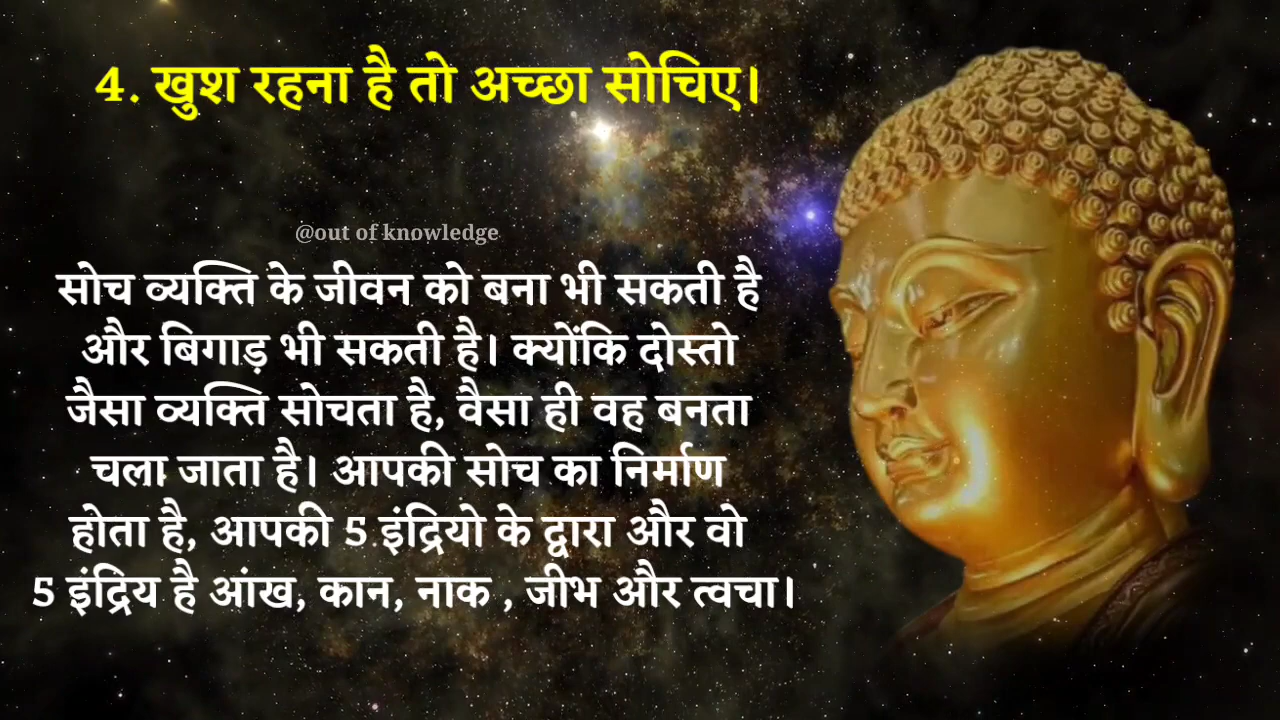 4. खुश रहना है तो अच्छा सोचिए।
@out of knowledge
सोच व्यक्ति के जीवन को बना भी सकती है
और बिगाड़ भी सकती है। क्योंकि दोस्तो
जैसा व्यक्ति सोचता है, वैसा ही वह बनता
चला जाता है। आपकी सोच का निर्माण
होता है, आपकी 5 इंद्रियो के द्वारा और वो
5 इंद्रिय है आंख, कान, नाक , जीभ और त्वचा।